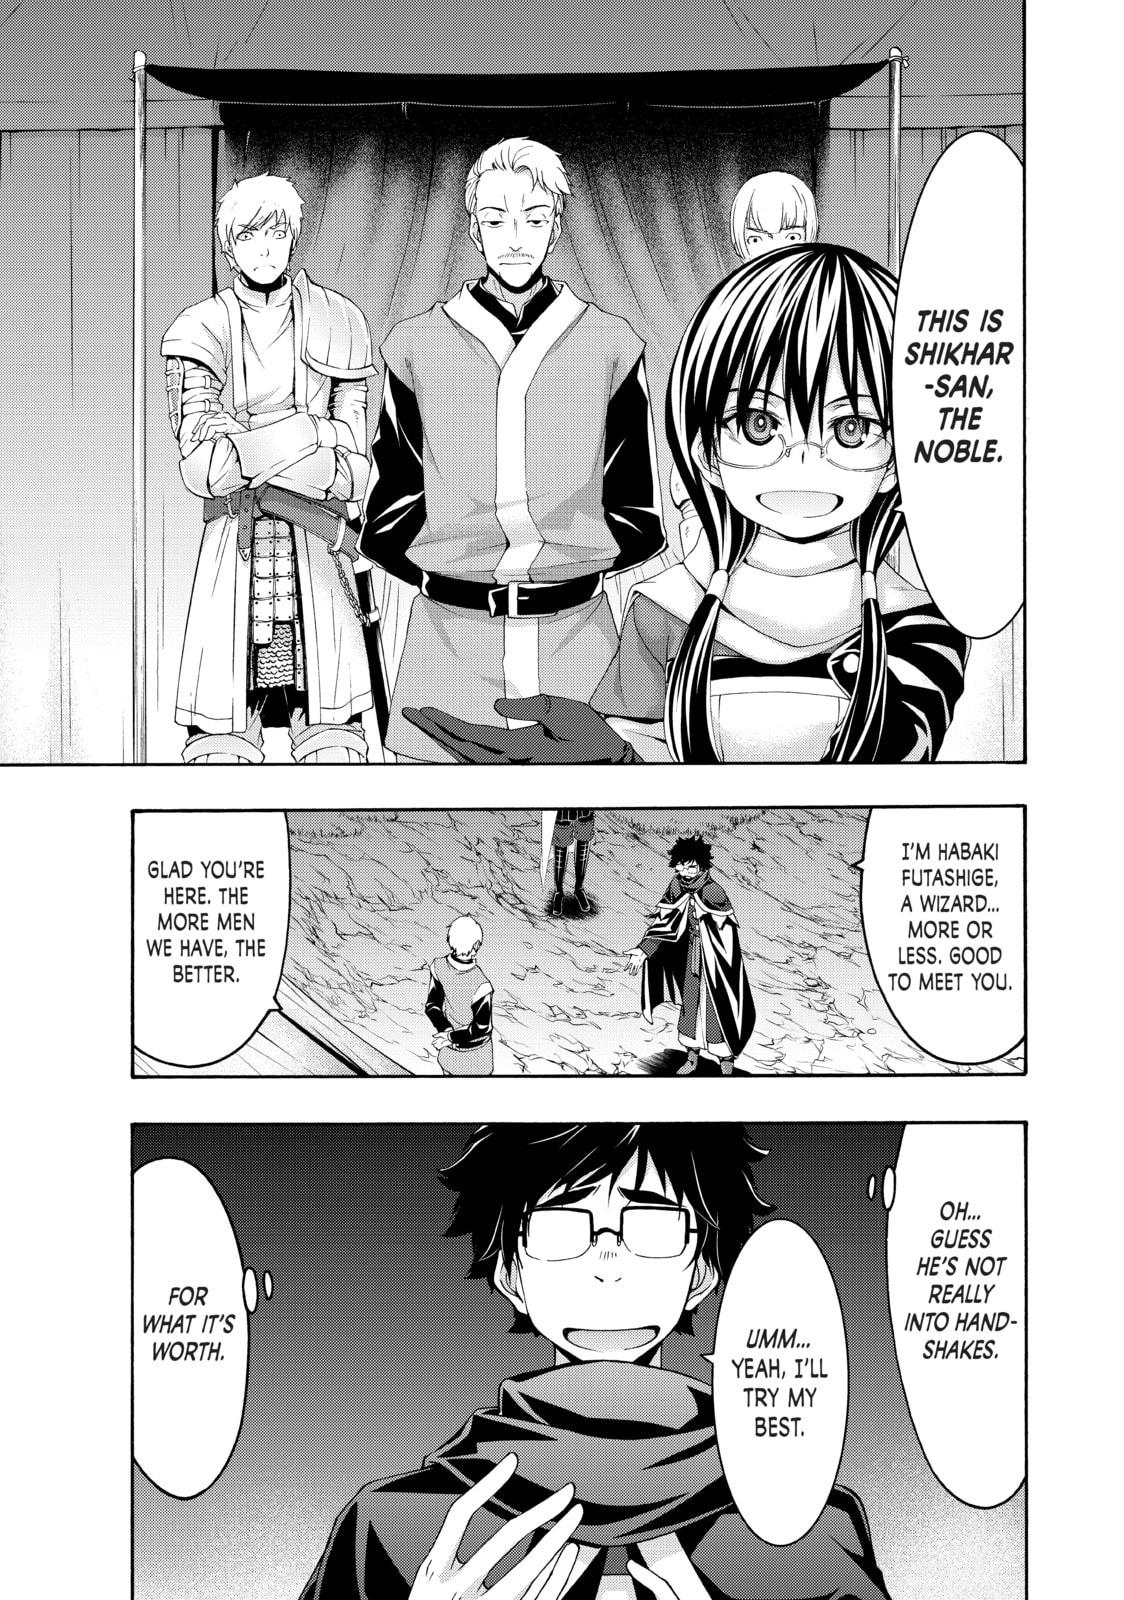 THIS IS
SHIKHAR
-SAN,
THE
NOBLE.
I'M HABAKI
FUTASHIGE,
A WIZARD...
MORE OR
LESS. GOOD
TO MEET YOU.
GLAD YOU'RE
HERE. THE
MORE MEN
WE HAVE, THE
BETTER.
OH...
GUESS
HE'S NOT
REALLY
INTO HAND-
SHAKES.
UMM...
YEAH, I'LL
TRY MY
BEST.
FOR
WHAT IT'S
WORTH.